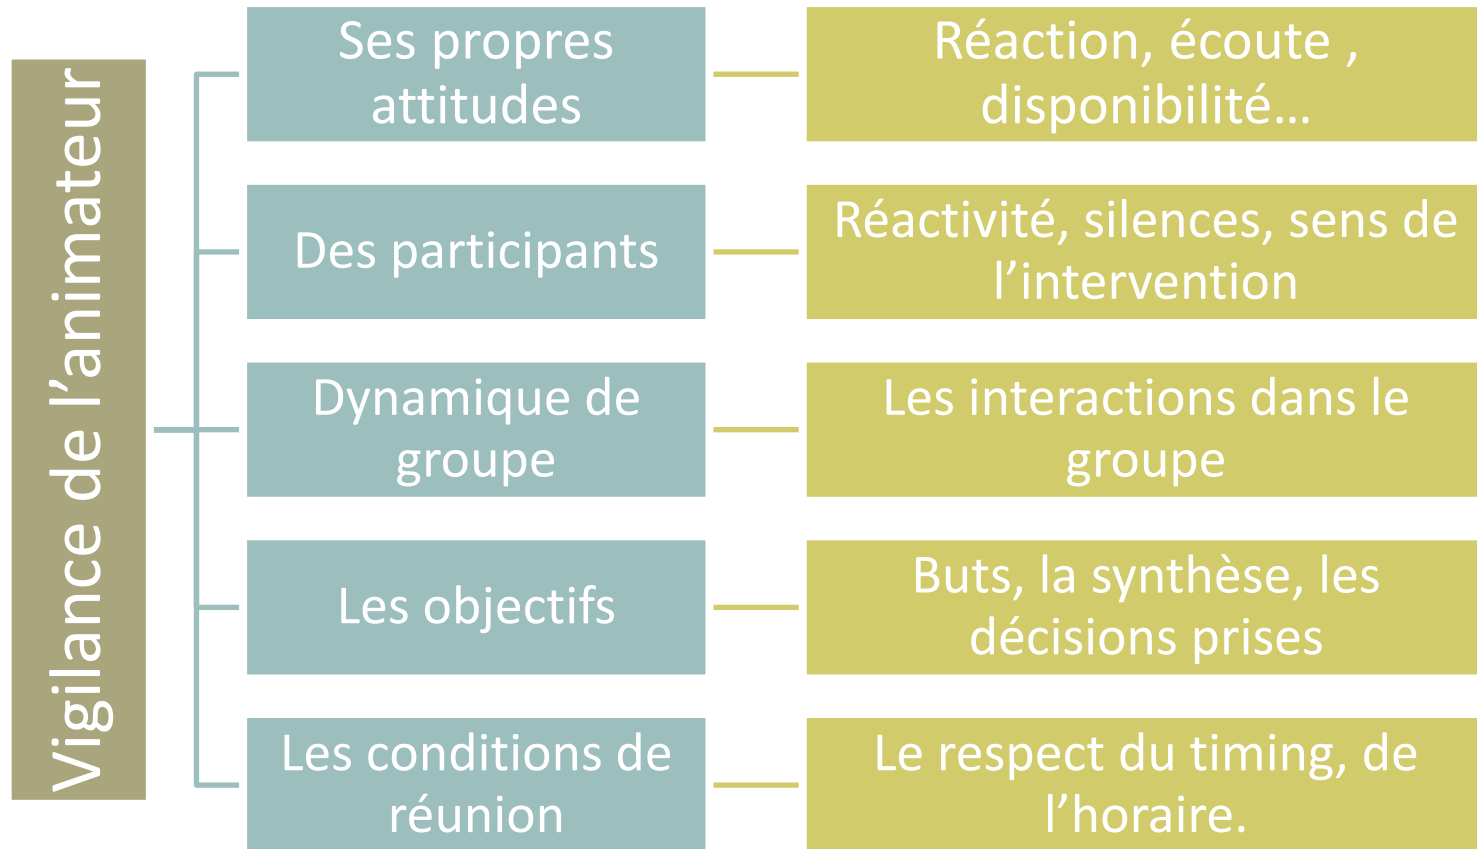 Vigilance de l’animateur
Ses propres
attitudes
Réaction, écoute ,
disponibilité…
Des participants
Réactivité, silences, sens de
l’intervention
Dynamique de
groupe
Les interactions dans le
groupe
Les objectifs
Buts, la synthèse, les
décisions prises
Les conditions de
réunion
Le respect du timing, de
l’horaire.